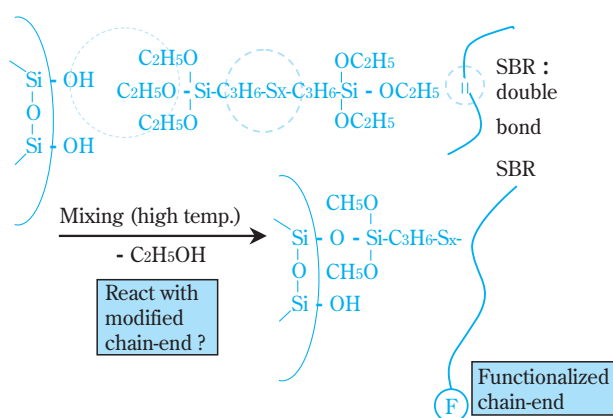 C2H5O OC2H5 SBR :
Si - OH C2H5O - Si-C3H6-Sx-C3H6-Si - OC2H5 = double
O
Si - OH C2H5O OC2H5 bond
SBR
CH5O
Mixing (high temp.) Si - O - Si-C3H6-Sx-
- C2H5OH O
CH5O
React with Si - OH
modified
chain-end ?
Functionalized
F chain-end